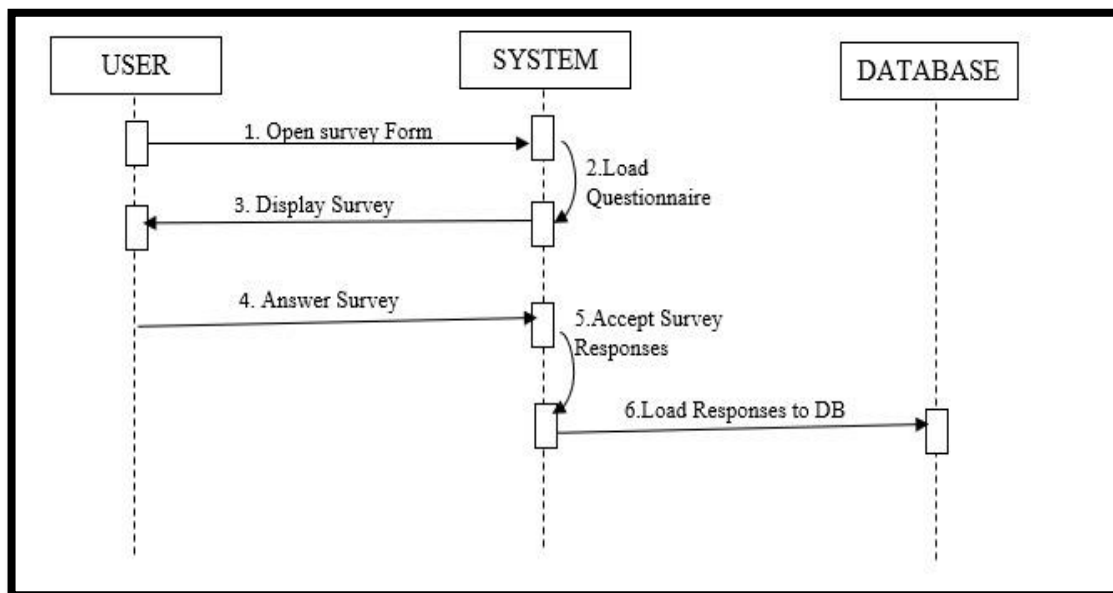 USER
SYSTEM
DATABASE
1. Open survey Form
2.Load
Questionnaire
3. Display Survey
4. Answer Survey
5.Accept Survey
Responses
6.Load Responses to DB